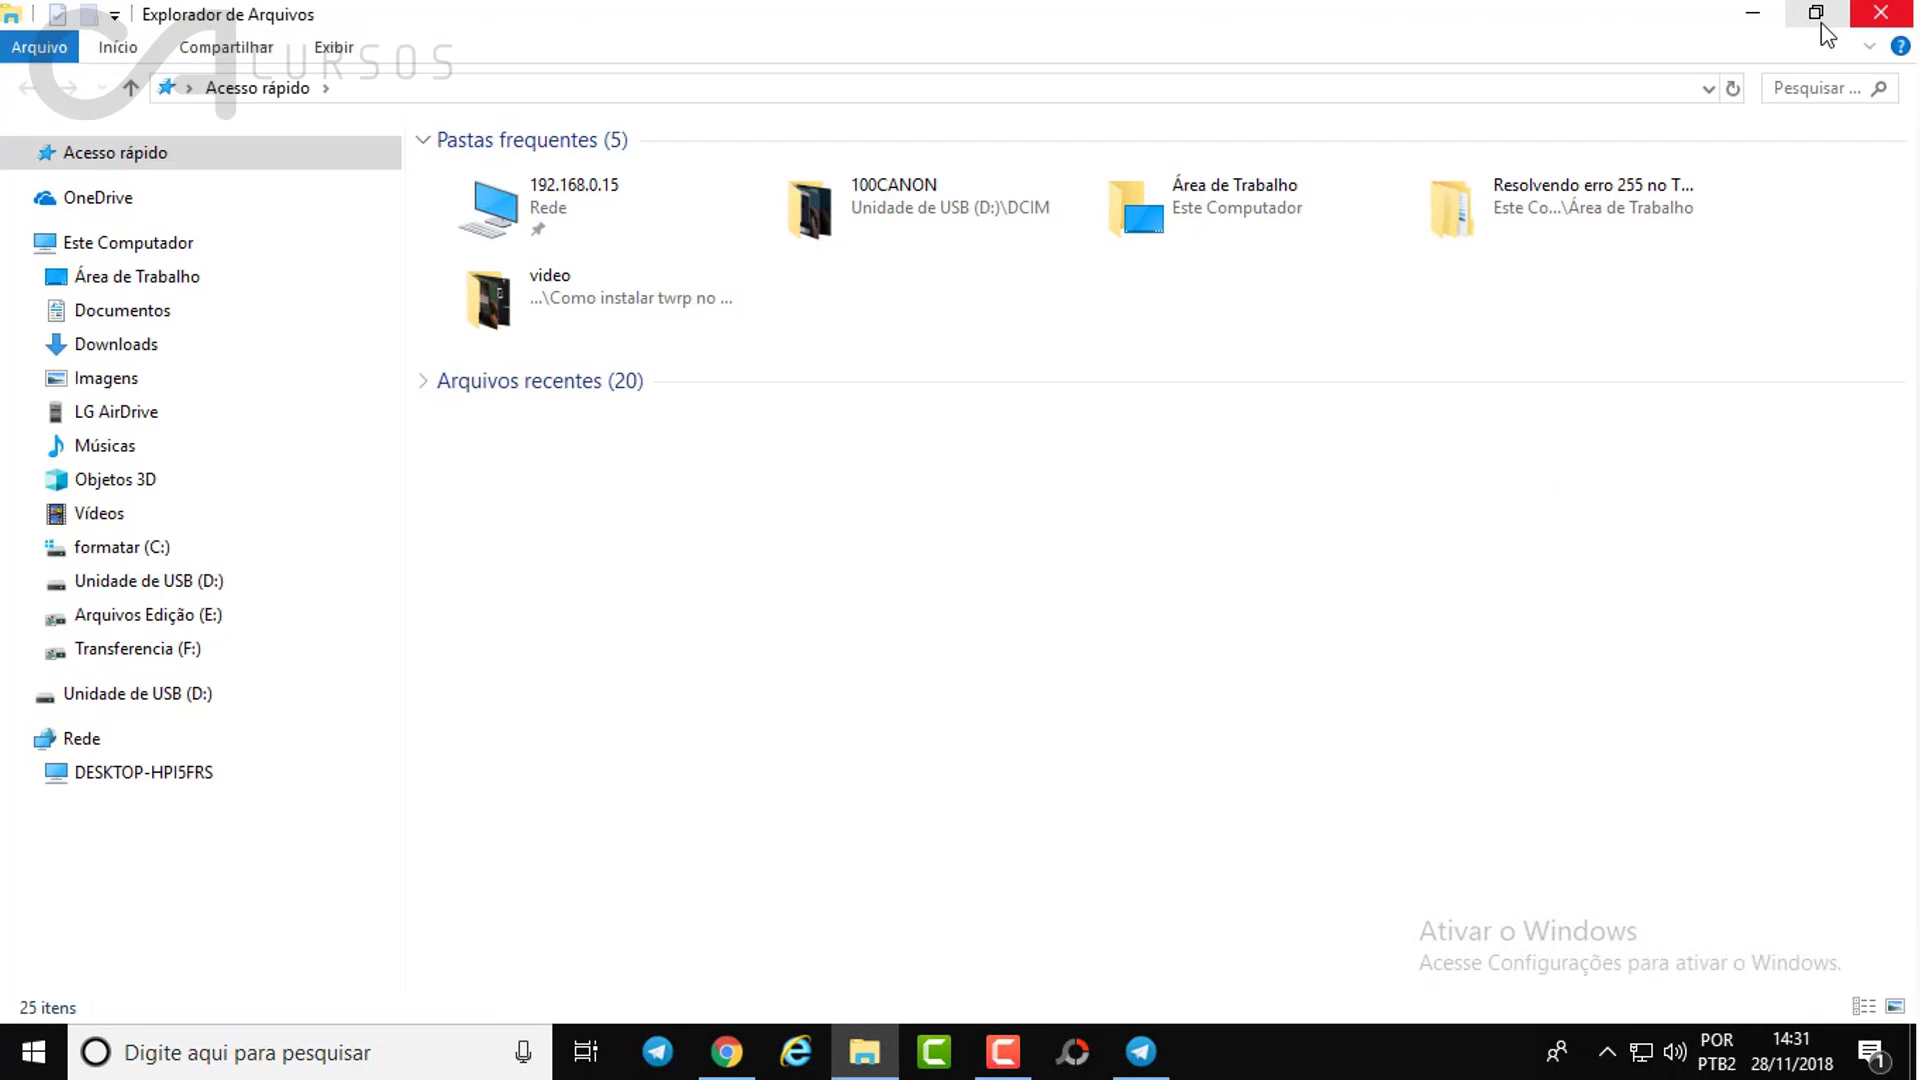 Explorador de Arquivos
Arquivo
Início
Compartilhar
Exibir
CA CURSOS
Acesso rápido
Pesquisar ...
Acesso rápido
OneDrive
Este Computador
Área de Trabalho
Documentos
Downloads
Imagens
LG AirDrive
Músicas
Objetos 3D
Vídeos
formatar (C:)
Unidade de USB (D:)
Arquivos Edição (E:)
Transferencia (F:)
Unidade de USB (D:)
Rede
DESKTOP-HPI5FRS
Pastas frequentes (5)
192.168.0.15
Rede
100CANON
Unidade de USB (D:)\DCIM
Área de Trabalho
Este Computador
Resolvendo erro 255 no T...
Este Co...\Área de Trabalho
video
...\Como instalar twrp no ...
Arquivos recentes (20)
Ativar o Windows
Acesse Configurações para ativar o Windows.
25 itens
Digite aqui para pesquisar
POR
PTB2
14:31
28/11/2018
1